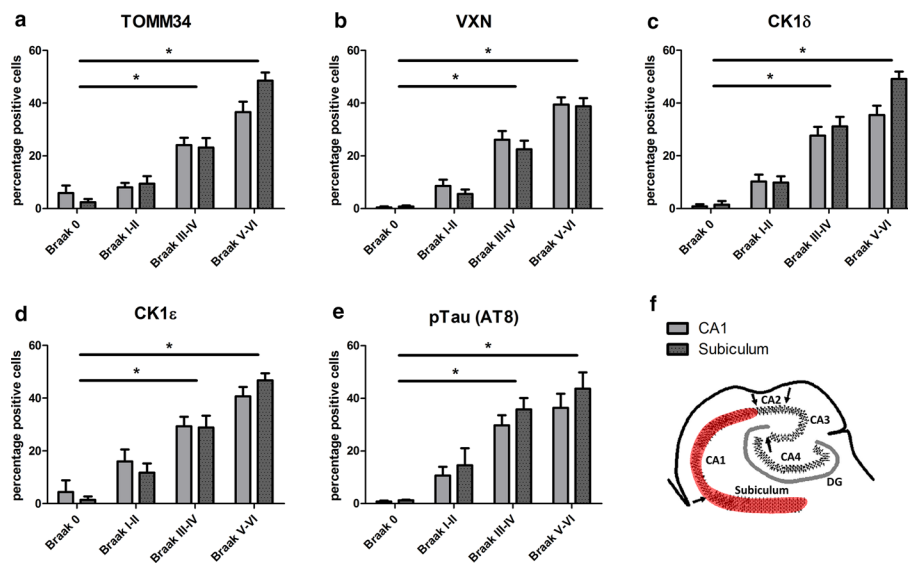 a
TOMM34
percentage positive cells
60
40
20
0
*
*
Braak 0
Braak I-II
Braak III-IV
Braak V-VI
b
VXN
percentage positive cells
60
40
20
0
*
*
Braak 0
Braak I-II
Braak III-IV
Braak V-VI
c
CK1δ
percentage positive cells
60
40
20
0
*
*
Braak 0
Braak I-II
Braak III-IV
Braak V-VI
d
CK1ε
percentage positive cells
60
40
20
0
*
*
Braak 0
Braak I-II
Braak III-IV
Braak V-VI
e
pTau (AT8)
percentage positive cells
60
40
20
0
*
*
Braak 0
Braak I-II
Braak III-IV
Braak V-VI
f
CA1
Subiculum
CA2
CA3
CA1
CA4
DG
Subiculum